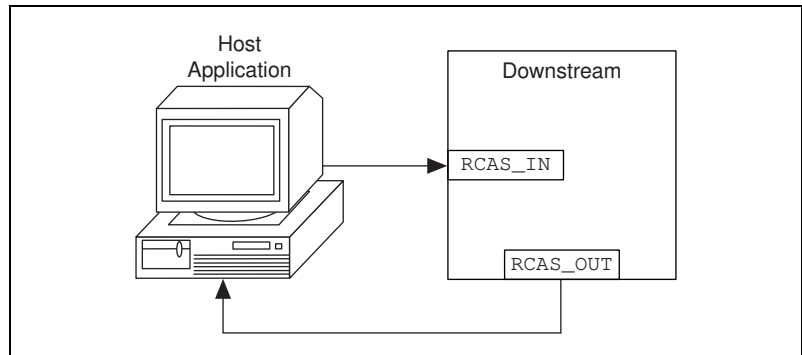 Host
Application
Downstream
RCAS_IN
RCAS_OUT